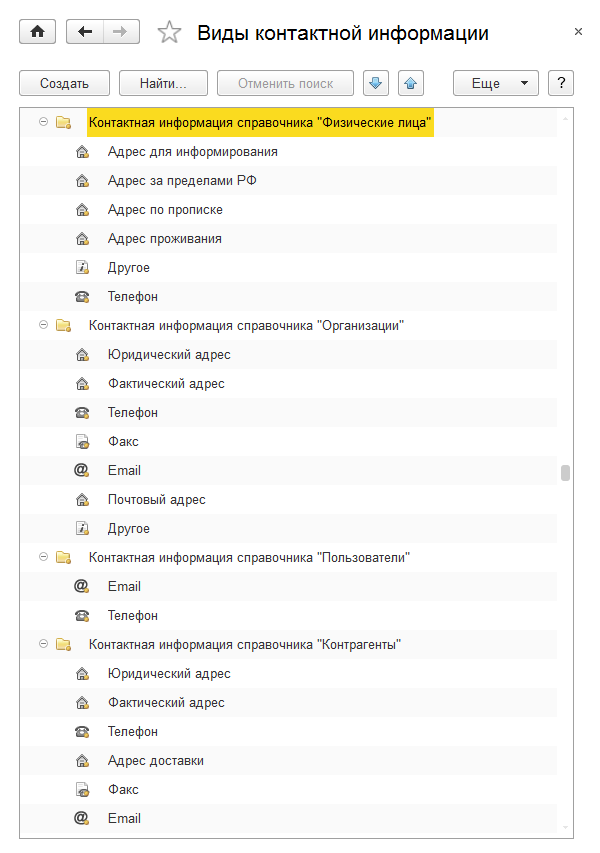 Виды контактной информации
Создать Найти... Отменить поиск Еще ?
Контактная информация справочника "Физические лица"
Адрес для информирования
Адрес за пределами РФ
Адрес по прописке
Адрес проживания
Другое
Телефон
Контактная информация справочника "Организации"
Юридический адрес
Фактический адрес
Телефон
Факс
Email
Почтовый адрес
Другое
Контактная информация справочника "Пользователи"
Email
Телефон
Контактная информация справочника "Контрагенты"
Юридический адрес
Фактический адрес
Телефон
Адрес доставки
Факс
Email